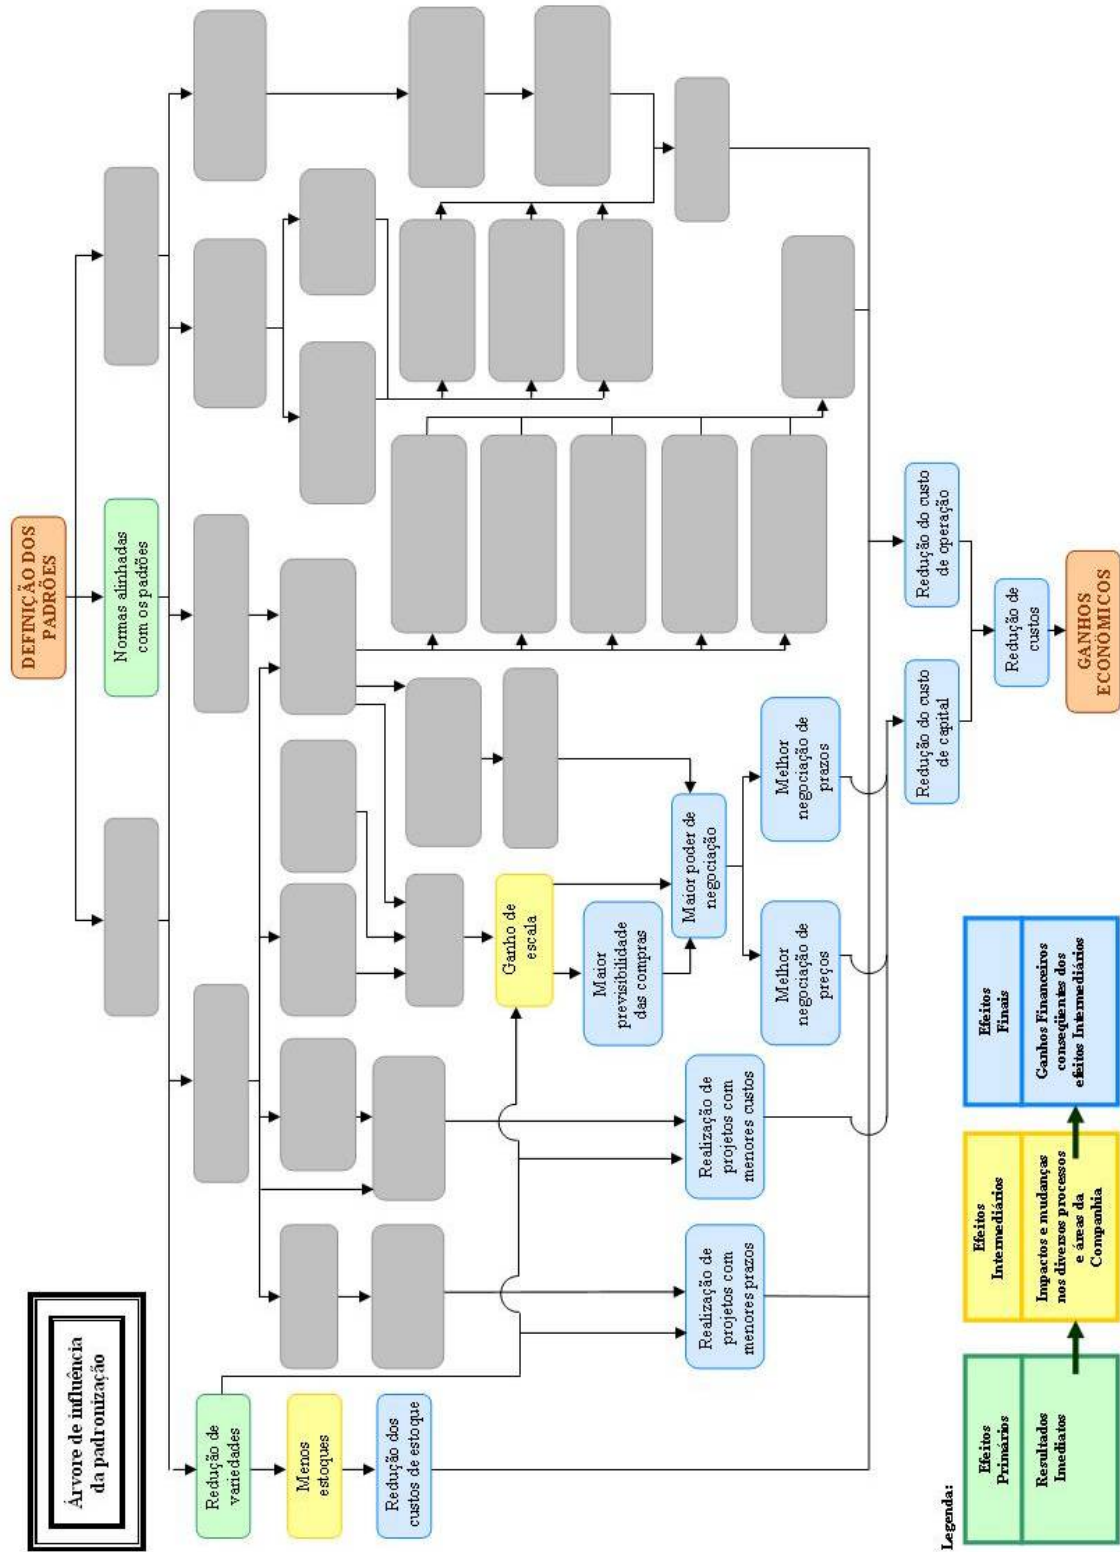 Árvore de influência
da padronização
DEFINIÇÃO DOS
PADRÕES
Normas alinhadas
com os padrões
Redução de
variedades
Menos
estoques
Redução dos
custos de estoque
Ganho de
escala
Maior
previsibilidade
das compras
Maior poder de
negociação
Realização de
projetos com
menores prazos
Realização de
projetos com
menores custos
Melhor
negociação de
preços
Melhor
negociação de
prazos
Redução do custo
de capital
Redução do custo
de operação
Redução de
custos
GANHOS
ECONÔMICOS
Legenda:
Efeitos
Primários
Resultados
Imediatos
Efeitos
Intermediários
Impactos e mudanças
nos diversos processos
e áreas da
Companhia
Efeitos
Finais
Ganhos Financeiros
conseqüentes dos
efeitos Intermediários